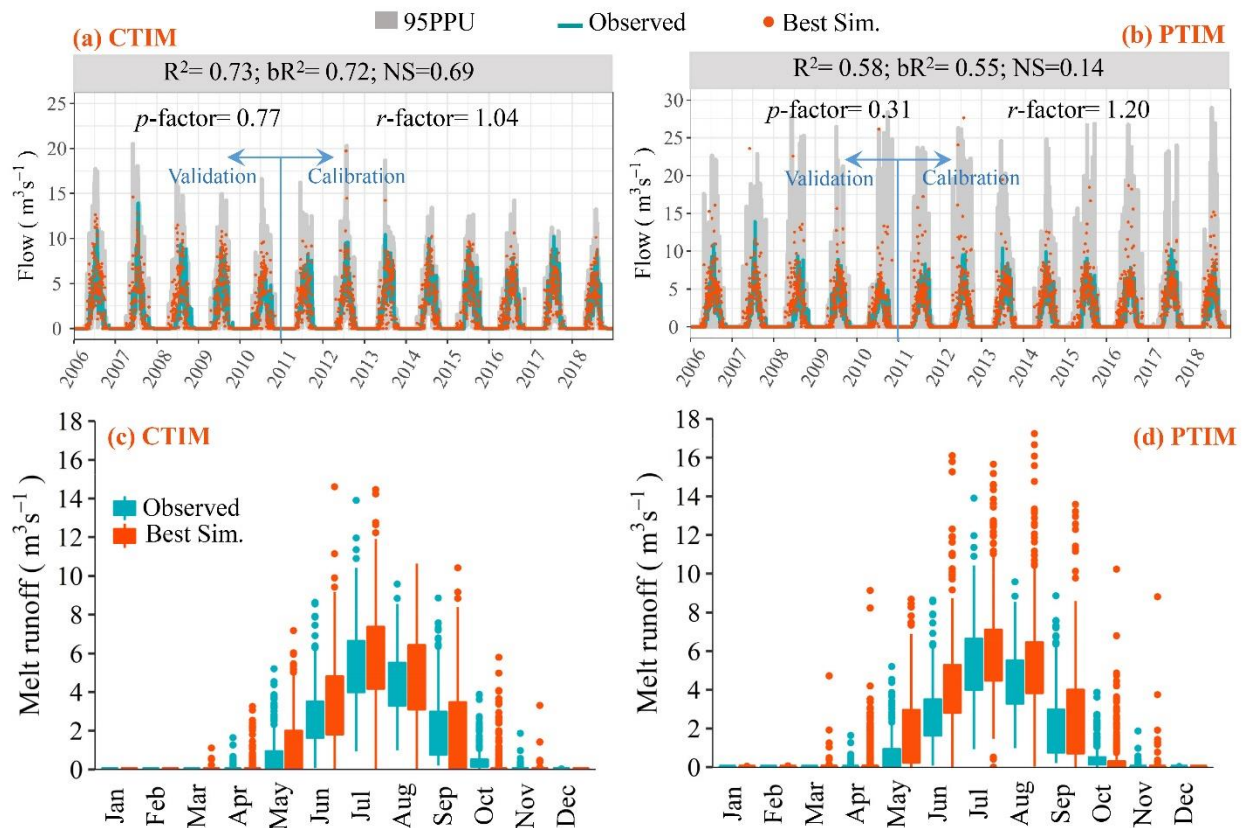 95PPU Observed Best Sim.
(a) CTIM
R²= 0.73; bR²= 0.72; NS=0.69
p-factor= 0.77 r-factor= 1.04
Validation Calibration
Flow ( m³s⁻¹ )
25
20
15
10
5
0
2006 2007 2008 2009 2010 2011 2012 2013 2014 2015 2016 2017 2018
(b) PTIM
R²= 0.58; bR²= 0.55; NS=0.14
p-factor= 0.31 r-factor= 1.20
Validation Calibration
Flow ( m³s⁻¹ )
30
25
20
15
10
5
0
2006 2007 2008 2009 2010 2011 2012 2013 2014 2015 2016 2017 2018
(c) CTIM
Observed
Best Sim.
Melt runoff ( m³s⁻¹ )
18
16
14
12
10
8
6
4
2
0
Jan Feb Mar Apr May Jun Jul Aug Sep Oct Nov Dec
(d) PTIM
Melt runoff ( m³s⁻¹ )
18
16
14
12
10
8
6
4
2
0
Jan Feb Mar Apr May Jun Jul Aug Sep Oct Nov Dec